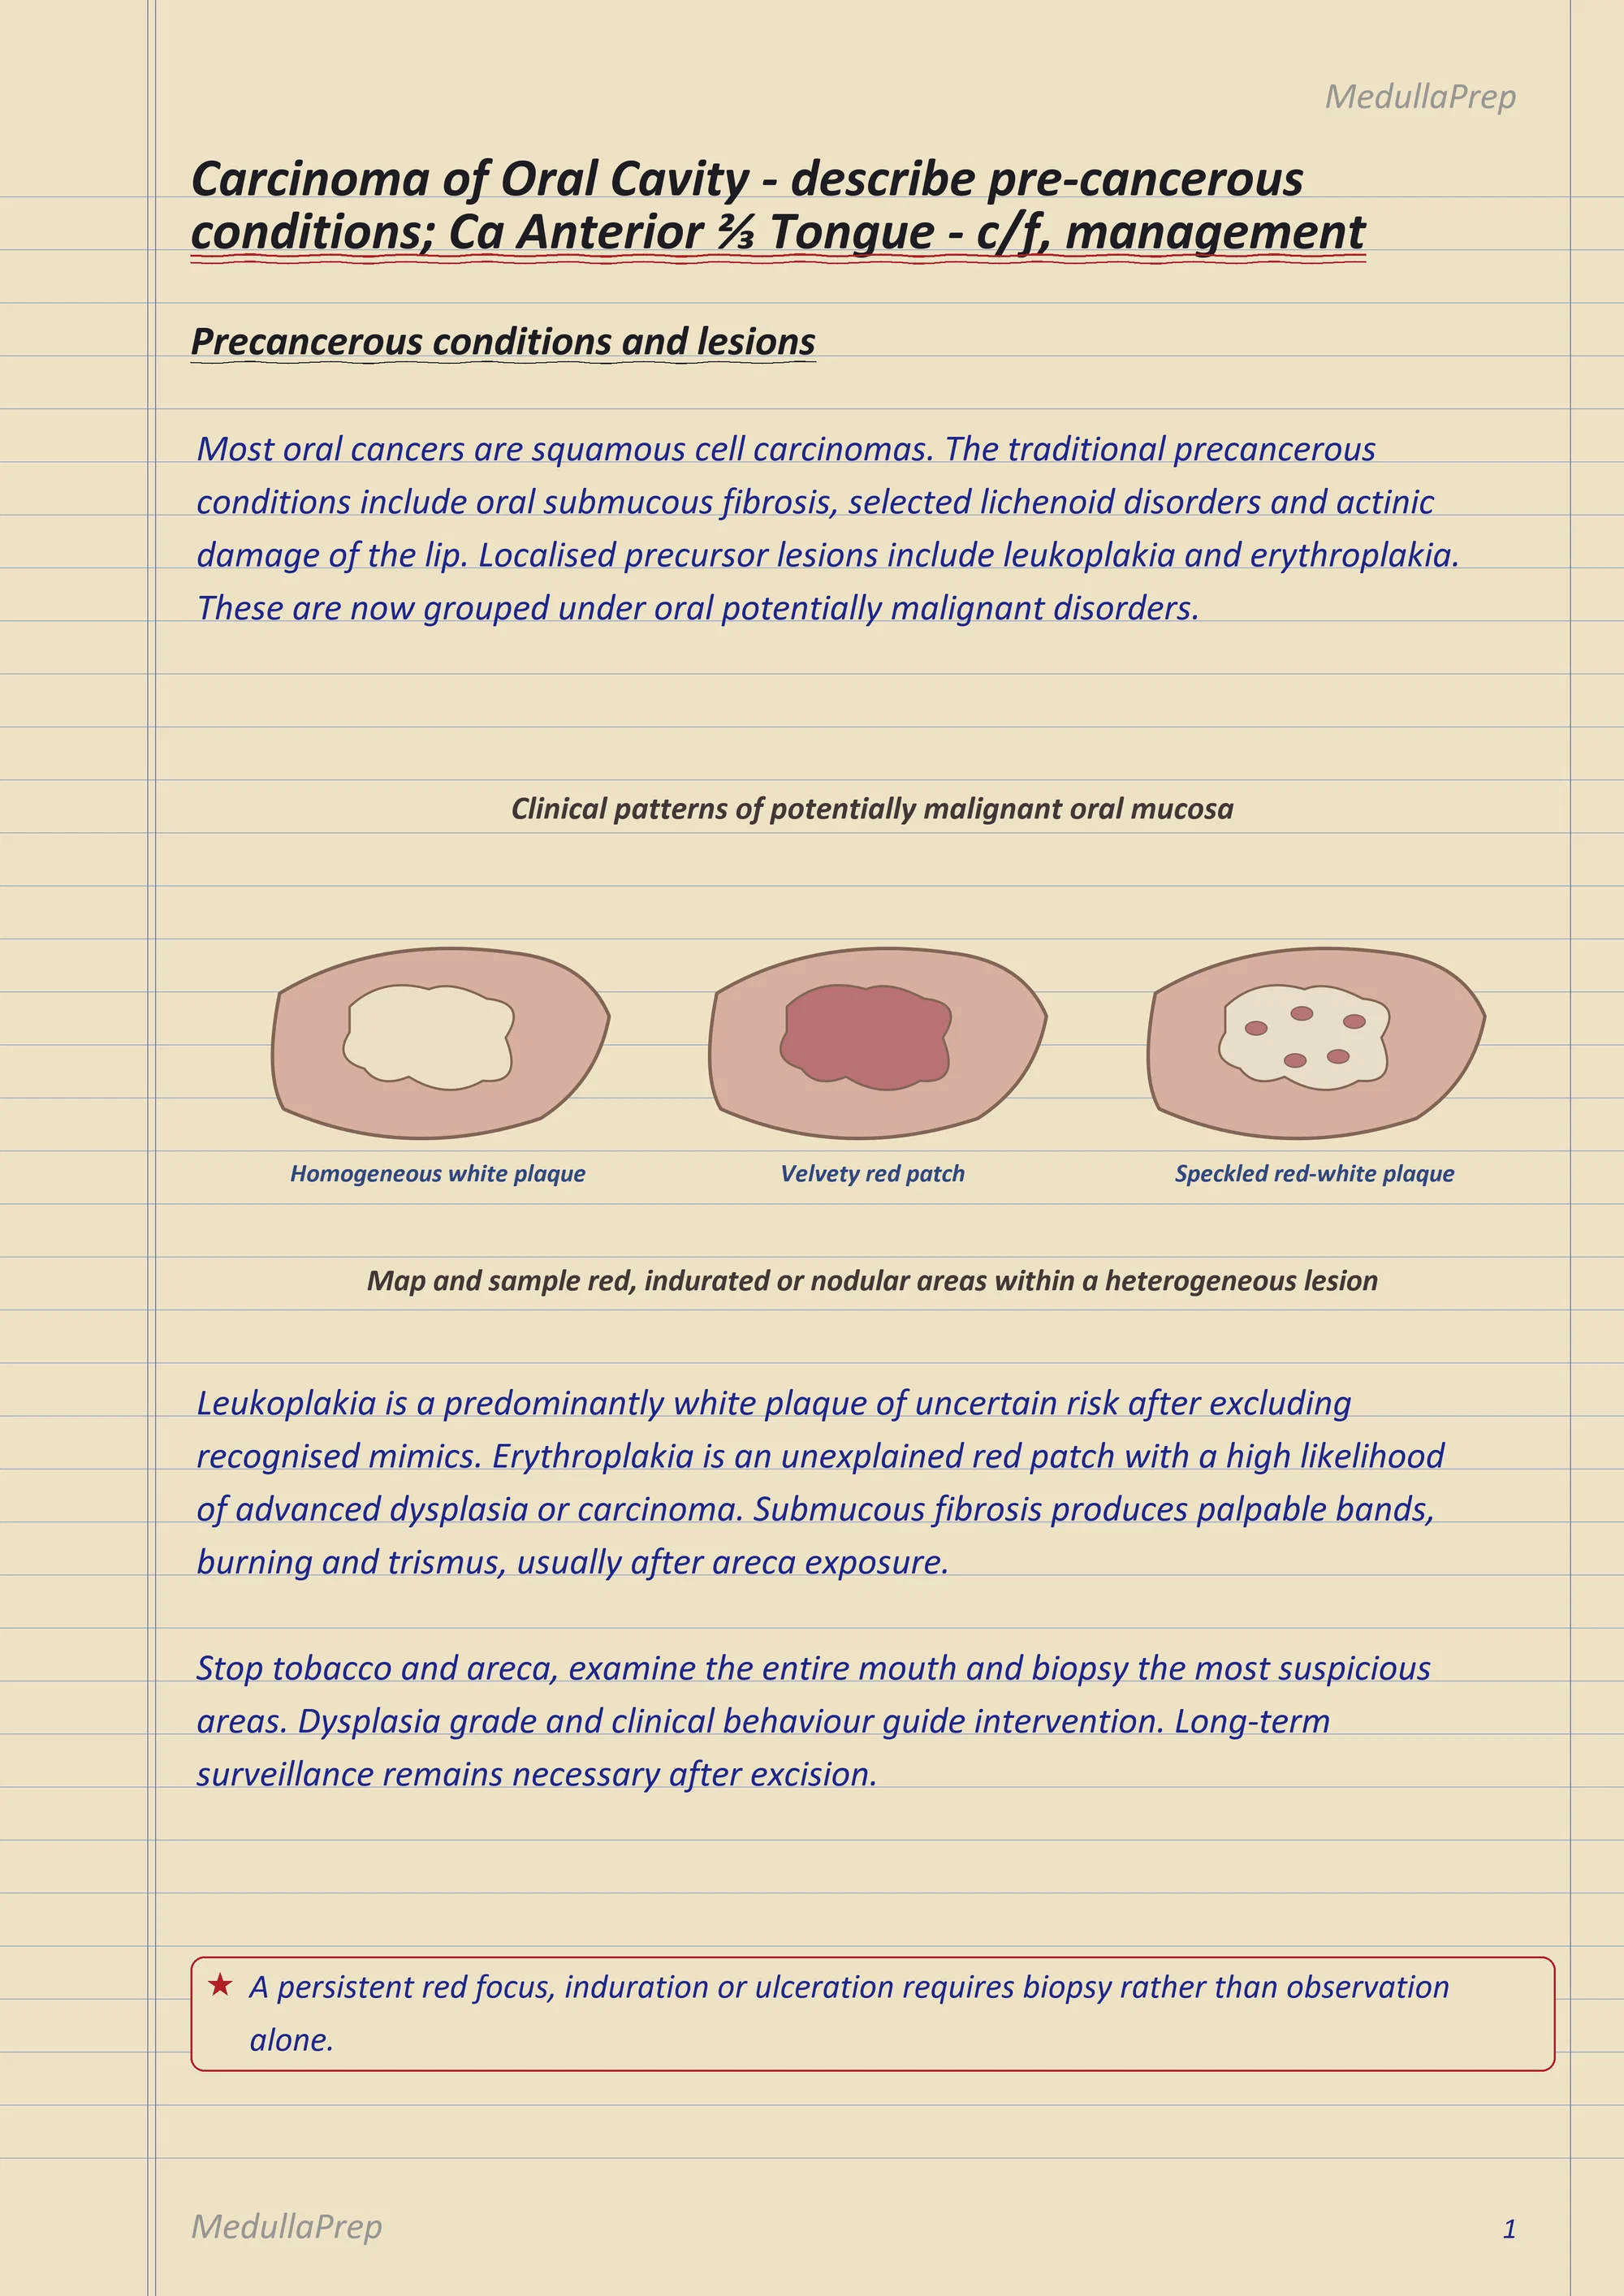 MedullaPrep
Carcinoma of Oral Cavity - describe pre-cancerous
conditions; Ca Anterior ⅔ Tongue - c/f, management
Precancerous conditions and lesions
Most oral cancers are squamous cell carcinomas. The traditional precancerous
conditions include oral submucous fibrosis, selected lichenoid disorders and actinic
damage of the lip. Localised precursor lesions include leukoplakia and erythroplakia.
These are now grouped under oral potentially malignant disorders.
Clinical patterns of potentially malignant oral mucosa
Homogeneous white plaque
Velvety red patch
Speckled red-white plaque
Map and sample red, indurated or nodular areas within a heterogeneous lesion
Leukoplakia is a predominantly white plaque of uncertain risk after excluding
recognised mimics. Erythroplakia is an unexplained red patch with a high likelihood
of advanced dysplasia or carcinoma. Submucous fibrosis produces palpable bands,
burning and trismus, usually after areca exposure.
Stop tobacco and areca, examine the entire mouth and biopsy the most suspicious
areas. Dysplasia grade and clinical behaviour guide intervention. Long-term
surveillance remains necessary after excision.
★ A persistent red focus, induration or ulceration requires biopsy rather than observation
alone.
MedullaPrep
1